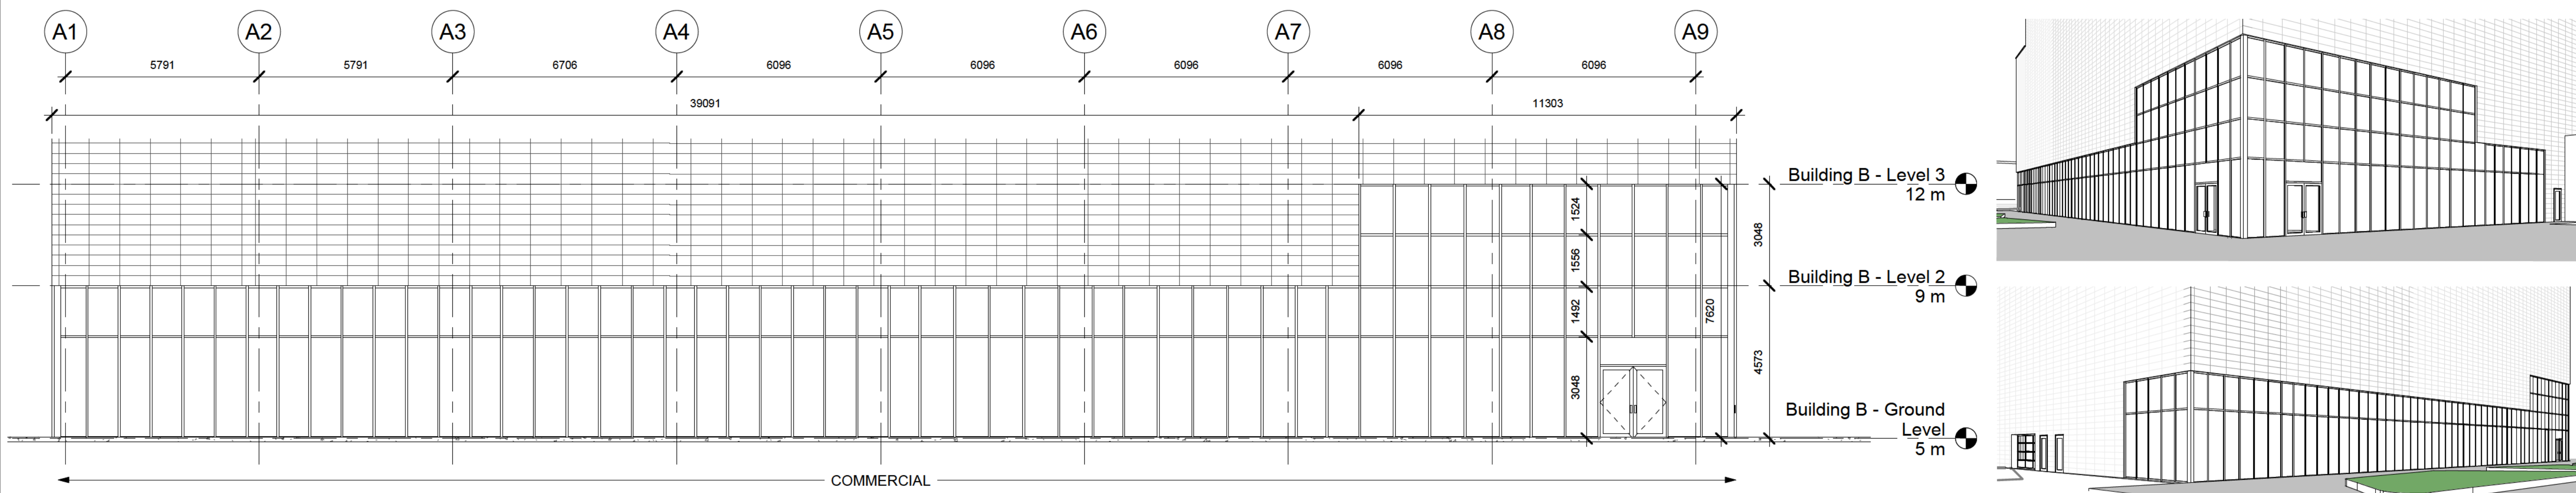 A1 A2 A3 A4 A5 A6 A7 A8 A9
5791 5791 6706 6096 6096 6096 6096 6096
39091 11303
Building B - Level 3
12 m
1524
3048
1556
Building B - Level 2
9 m
1492
7620
4573
3048
Building B - Ground
Level
5 m
COMMERCIAL